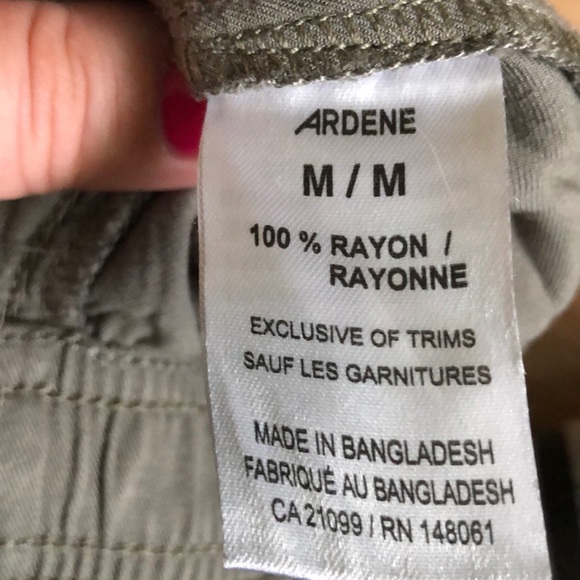 ARDENE
M / M
100 % RAYON /
RAYONNE
EXCLUSIVE OF TRIMS
SAUF LES GARNITURES
MADE IN BANGLADESH
FABRIQUÉ AU BANGLADESH
CA 21099 / RN 148061